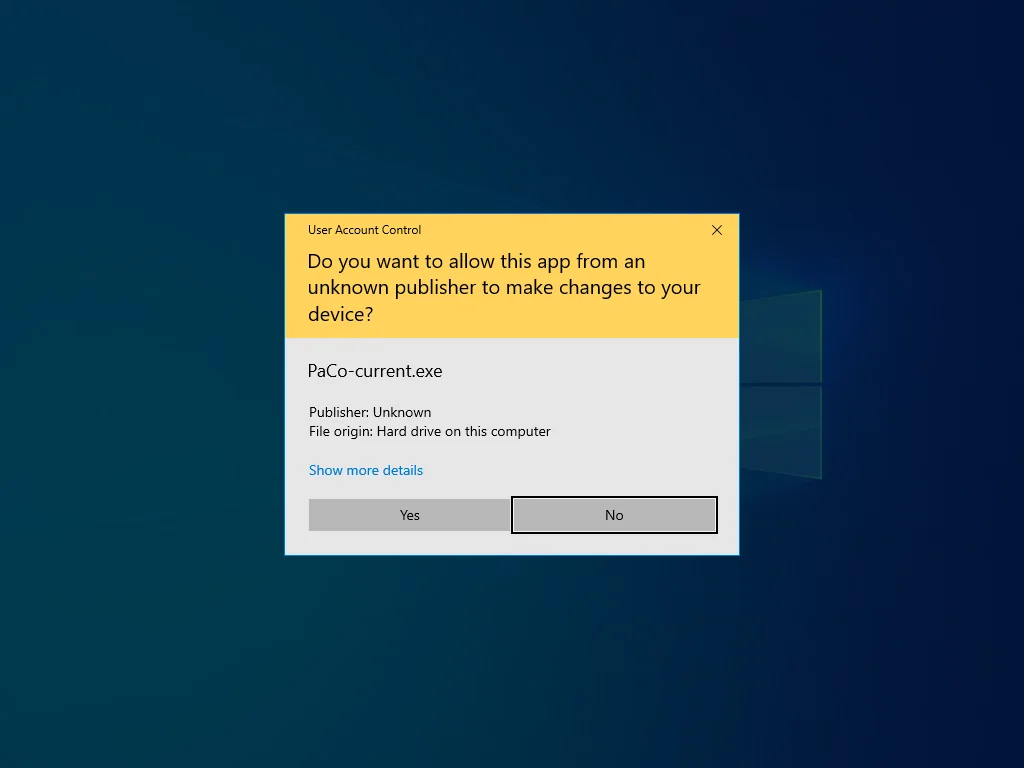 User Account Control
Do you want to allow this app from an
unknown publisher to make changes to your
device?
PaCo-current.exe
Publisher: Unknown
File origin: Hard drive on this computer
Show more details
Yes
No